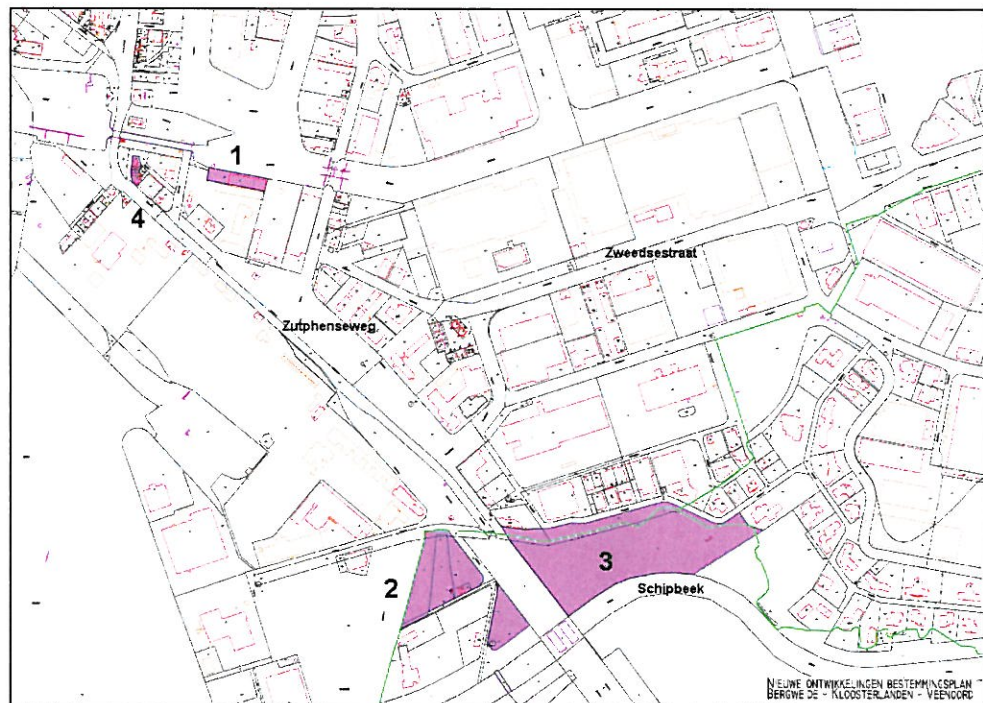 1
4
Zweedsestraat
Zutphenseweg
2
3
Schipbeek
NIEUWE ONTWIKKELINGEN BESTEMMINGSPLAN
BERGWEIDE - KLOOSTERLANDEN - VEENOORD